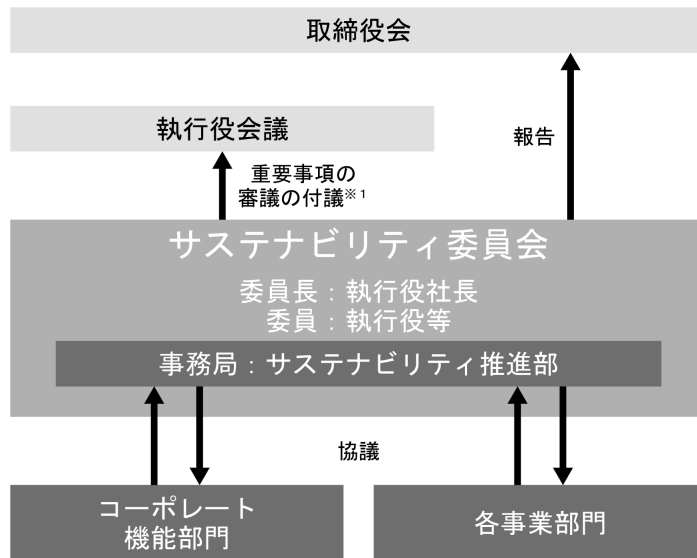 取締役会
執行役会議
報告
重要事項の
審議の付議※1
サステナビリティ委員会
委員長：執行役社長
委員：執行役等
事務局：サステナビリティ推進部
協議
コーポレート
機能部門
各事業部門